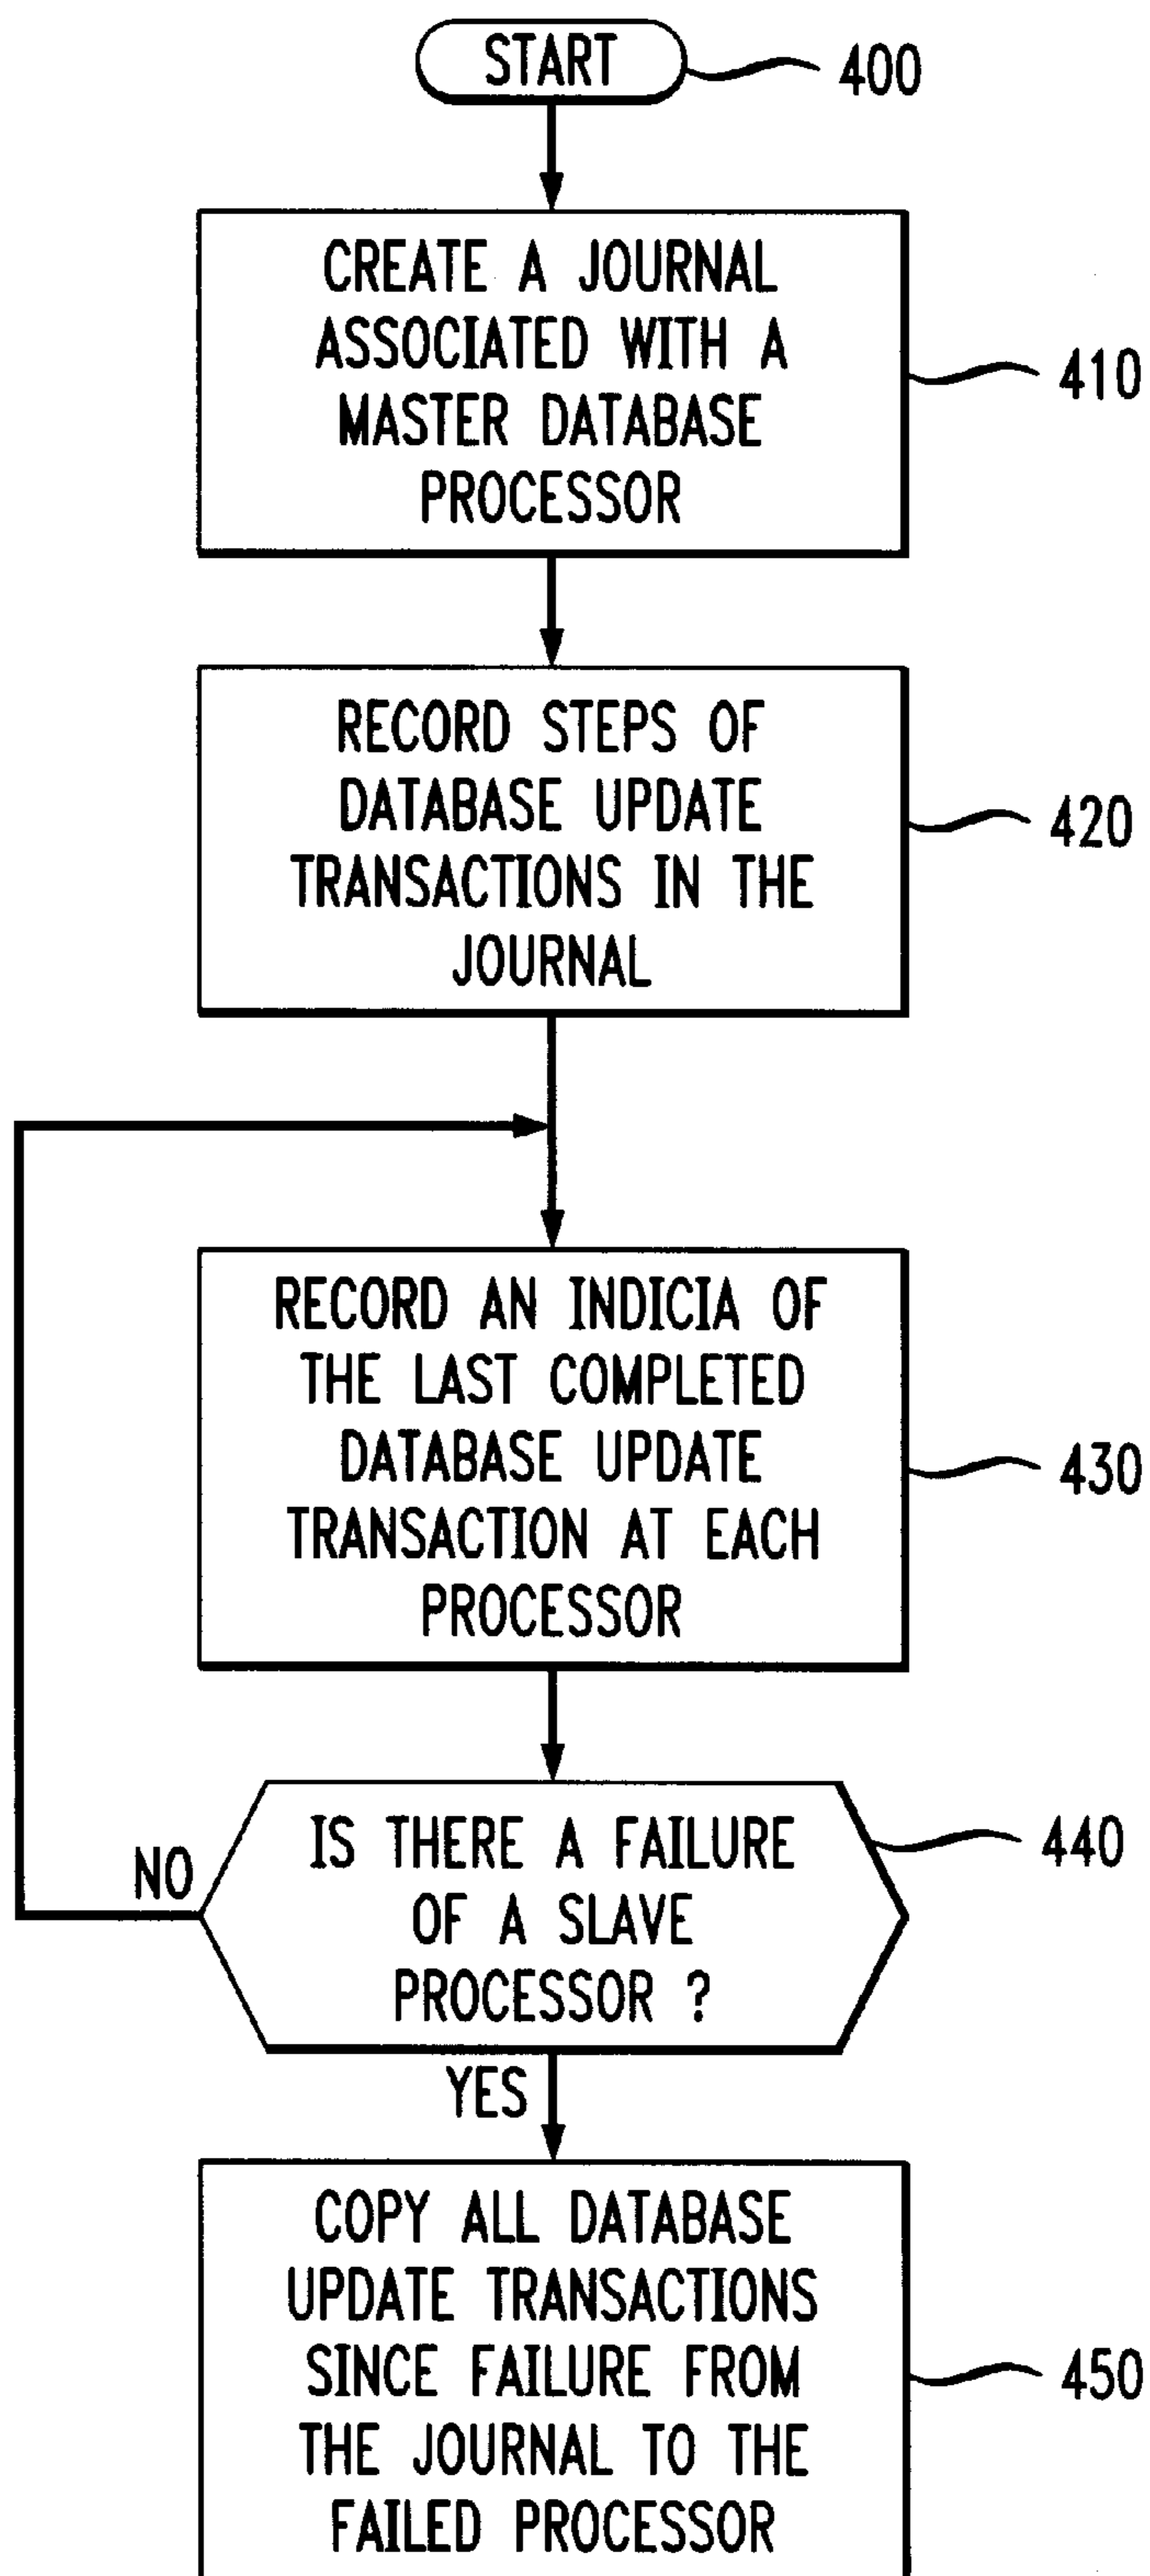 START
400
CREATE A JOURNAL
ASSOCIATED WITH A
MASTER DATABASE
PROCESSOR
410
RECORD STEPS OF
DATABASE UPDATE
TRANSACTIONS IN THE
JOURNAL
420
RECORD AN INDICIA OF
THE LAST COMPLETED
DATABASE UPDATE
TRANSACTION AT EACH
PROCESSOR
430
IS THERE A FAILURE
OF A SLAVE
PROCESSOR ?
440
NO
YES
COPY ALL DATABASE
UPDATE TRANSACTIONS
SINCE FAILURE FROM
THE JOURNAL TO THE
FAILED PROCESSOR
450